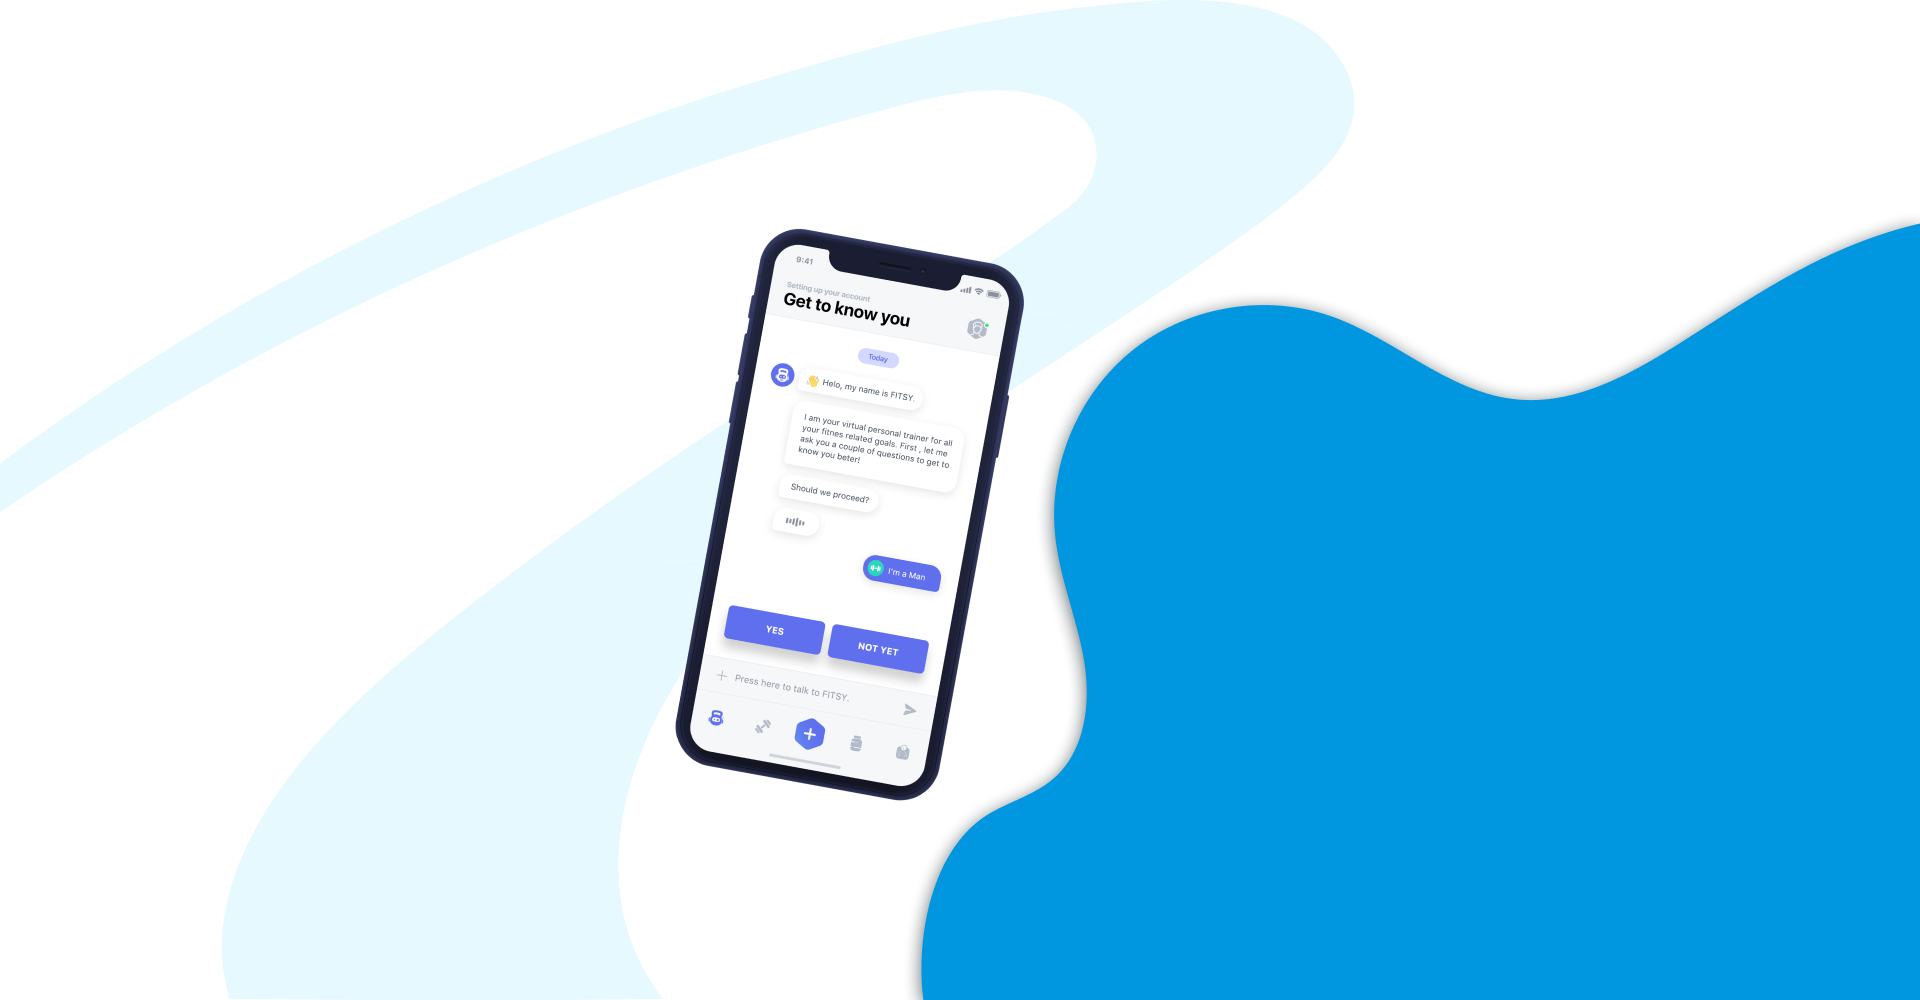 9:41
Setting up your account
Get to know you
Today
👋 Helo, my name is FITSY.
I am your virtual personal trainer for all
your fitnes related goals. First , let me
ask you a couple of questions to get to
know you beter!
Should we proceed?
I'm a Man
YES
NOT YET
Press here to talk to FITSY.